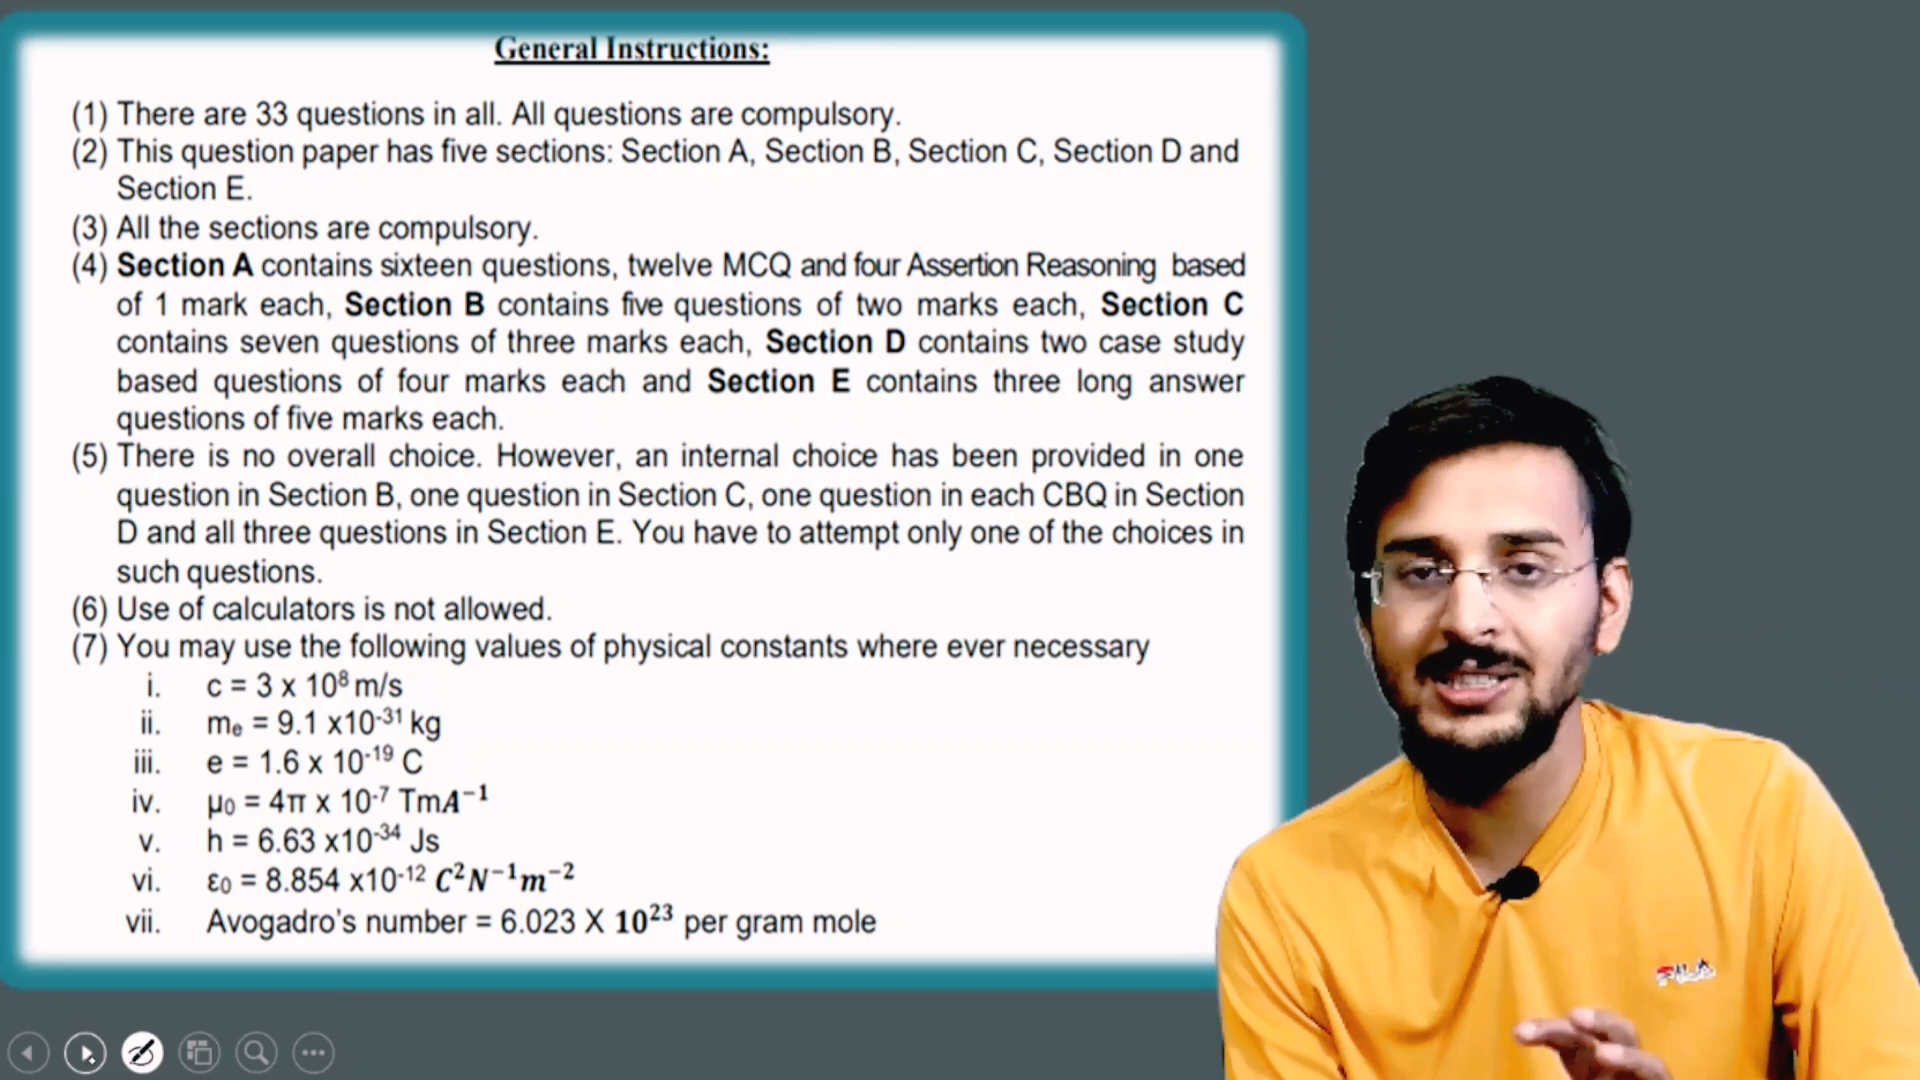 General Instructions:
(1) There are 33 questions in all. All questions are compulsory.
(2) This question paper has five sections: Section A, Section B, Section C, Section D and
Section E.
(3) All the sections are compulsory.
(4) Section A contains sixteen questions, twelve MCQ and four Assertion Reasoning based
of 1 mark each, Section B contains five questions of two marks each, Section C
contains seven questions of three marks each, Section D contains two case study
based questions of four marks each and Section E contains three long answer
questions of five marks each.
(5) There is no overall choice. However, an internal choice has been provided in one
question in Section B, one question in Section C, one question in each CBQ in Section
D and all three questions in Section E. You have to attempt only one of the choices in
such questions.
(6) Use of calculators is not allowed.
(7) You may use the following values of physical constants where ever necessary
i. c = 3 x 10⁸ m/s
ii. mₑ = 9.1 x10⁻³¹ kg
iii. e = 1.6 x 10⁻¹⁹ C
iv. µ₀ = 4π x 10⁻⁷ TmA⁻¹
v. h = 6.63 x10⁻³⁴ Js
vi. ε₀ = 8.854 x10⁻¹² C²N⁻¹m⁻²
vii. Avogadro's number = 6.023 X 10²³ per gram mole
FILA